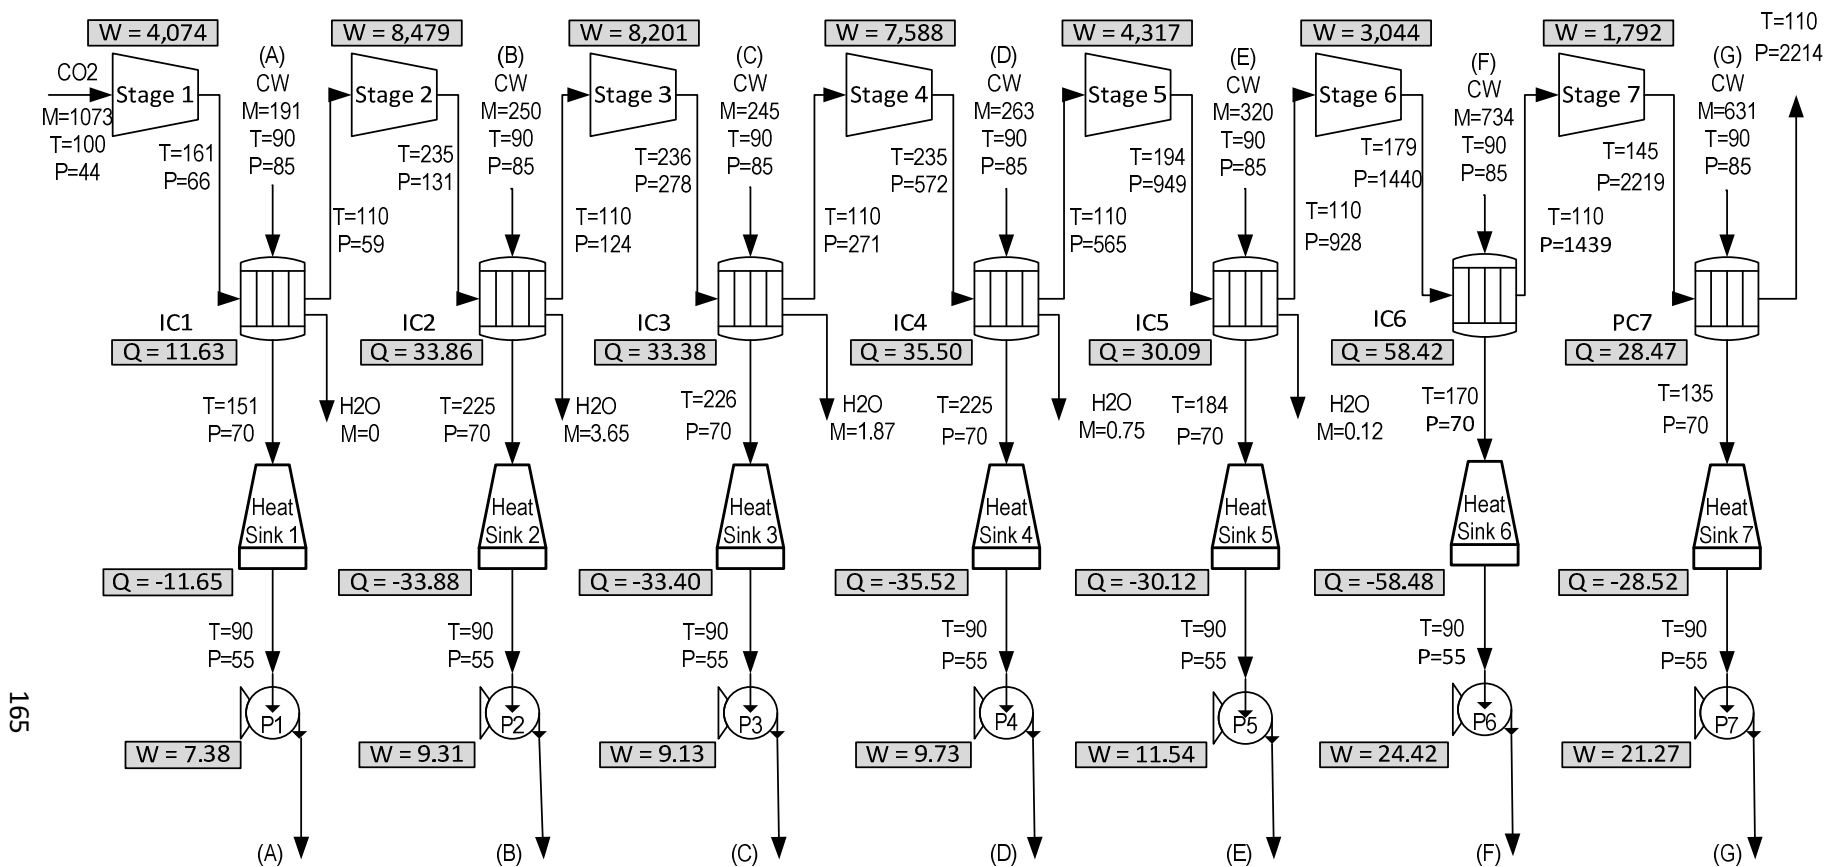 W = 4,074
CO2
M=1073
T=100
P=44
Stage 1
T=161
P=66
(A)
CW
M=191
T=90
P=85
T=110
P=59
IC1
Q = 11.63
T=151
P=70
H2O
M=0
Heat
Sink 1
Q = -11.65
T=90
P=55
P1
W = 7.38
(A)
W = 8,479
Stage 2
T=235
P=131
(B)
CW
M=250
T=90
P=85
T=110
P=124
IC2
Q = 33.86
T=225
P=70
H2O
M=3.65
Heat
Sink 2
Q = -33.88
T=90
P=55
P2
W = 9.31
(B)
W = 8,201
Stage 3
T=236
P=278
(C)
CW
M=245
T=90
P=85
T=110
P=271
IC3
Q = 33.38
T=226
P=70
H2O
M=1.87
Heat
Sink 3
Q = -33.40
T=90
P=55
P3
W = 9.13
(C)
W = 7,588
Stage 4
T=235
P=572
(D)
CW
M=263
T=90
P=85
T=110
P=565
IC4
Q = 35.50
T=225
P=70
H2O
M=0.75
Heat
Sink 4
Q = -35.52
T=90
P=55
P4
W = 9.73
(D)
W = 4,317
Stage 5
T=194
P=949
(E)
CW
M=320
T=90
P=85
T=110
P=928
IC5
Q = 30.09
T=184
P=70
H2O
M=0.12
Heat
Sink 5
Q = -30.12
T=90
P=55
P5
W = 11.54
(E)
W = 3,044
Stage 6
T=179
P=1440
(F)
CW
M=734
T=90
P=85
T=110
P=1439
IC6
Q = 58.42
T=170
P=70
Heat
Sink 6
Q = -58.48
T=90
P=55
P6
W = 24.42
(F)
W = 1,792
Stage 7
T=145
P=2219
(G)
CW
M=631
T=90
P=85
T=110
P=2214
PC7
Q = 28.47
T=135
P=70
Heat
Sink 7
Q = -28.52
T=90
P=55
P7
W = 21.27
(G)
165